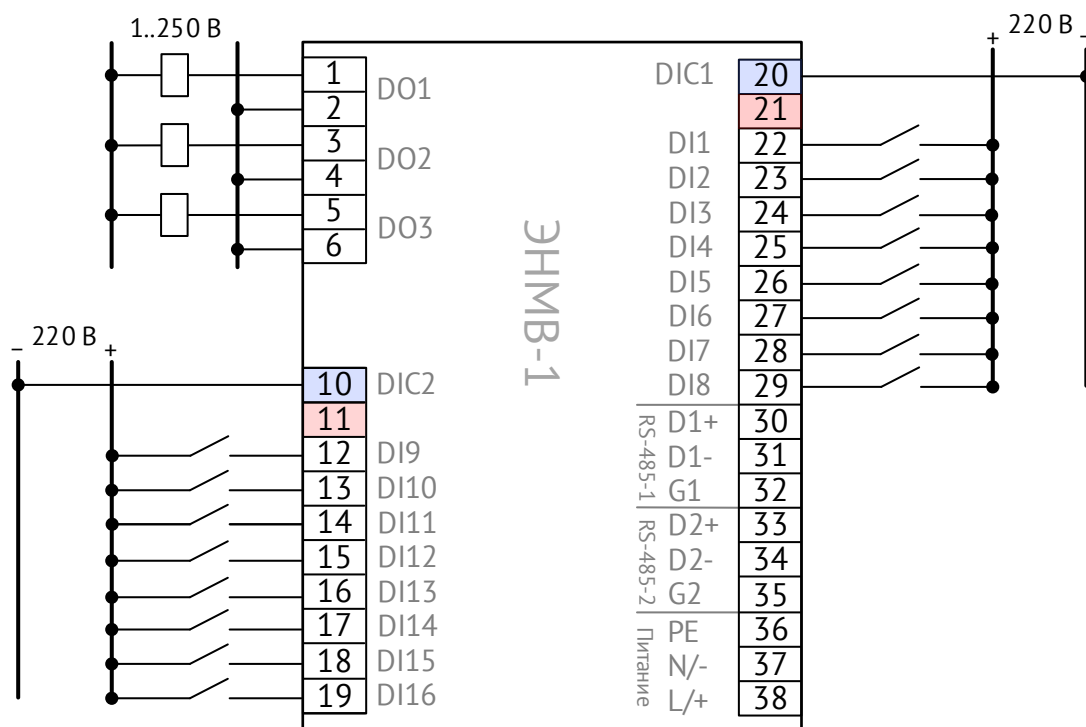 1..250 В
1
2
DO1
3
4
DO2
5
6
DO3
ЭНМВ-1
+ 220 В -
DIC1 20
21
DI1 22
DI2 23
DI3 24
DI4 25
DI5 26
DI6 27
DI7 28
DI8 29
RS-485-1
D1+ 30
D1- 31
G1 32
RS-485-2
D2+ 33
D2- 34
G2 35
Питание
PE 36
N/- 37
L/+ 38
- 220 В +
10 DIC2
11
12 DI9
13 DI10
14 DI11
15 DI12
16 DI13
17 DI14
18 DI15
19 DI16